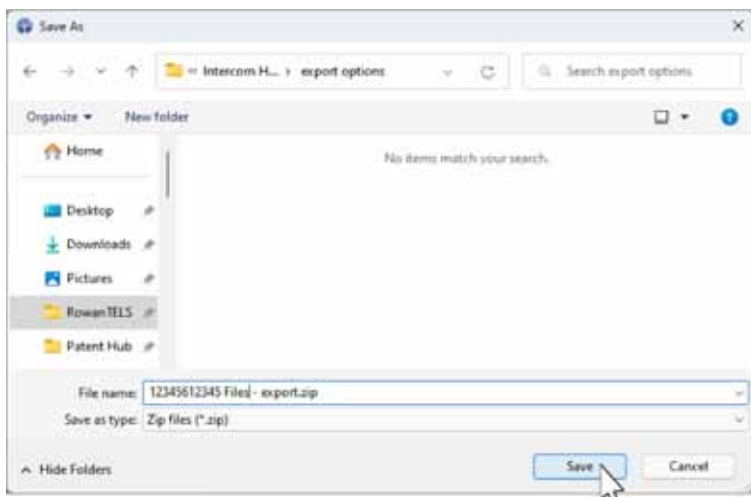 Save As
Intercom H... › export options
Search export options
Organize
New folder
Home
No items match your search.
Desktop
Downloads
Pictures
RowanTELS
Patent Hub
File name: 12345612345 Files - export.zip
Save as type: Zip files (*.zip)
Hide Folders
Save
Cancel